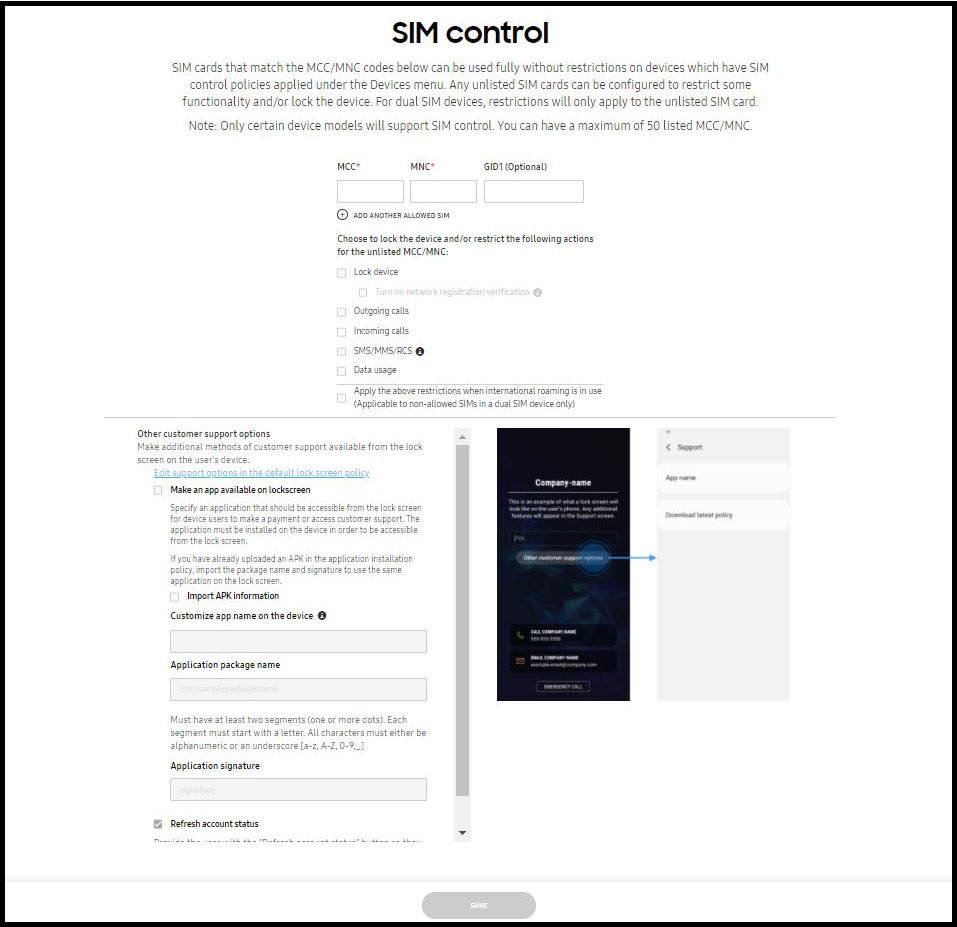 SIM control
SIM cards that match the MCC/MNC codes below can be used fully without restrictions on devices which have SIM
control policies applied under the Devices menu. Any unlisted SIM cards can be configured to restrict some
functionality and/or lock the device. For dual SIM devices, restrictions will only apply to the unlisted SIM card.
Note: Only certain device models will support SIM control. You can have a maximum of 50 listed MCC/MNC.
MCC* MNC* GID1 (Optional)
ADD ANOTHER ALLOWED SIM
Choose to lock the device and/or restrict the following actions
for the unlisted MCC/MNC:
Lock device
Turn on network registration verification
Outgoing calls
Incoming calls
SMS/MMS/RCS
Data usage
Apply the above restrictions when international roaming is in use
(Applicable to non-allowed SIMs in a dual SIM device only)
Other customer support options
Make additional methods of customer support available from the lock
screen on the user's device.
Edit support options in the default lock screen policy
Make an app available on lockscreen
Specify an application that should be accessible from the lock screen
for device users to make a payment or access customer support. The
application must be installed on the device in order to be accessible
from the lock screen.
If you have already uploaded an APK in the application installation
policy, import the package name and signature to use the same
application on the lock screen.
Import APK information
Customize app name on the device
Application package name
com.samplepackagename
Must have at least two segments (one or more dots). Each
segment must start with a letter. All characters must either be
alphanumeric or an underscore [a-z, A-Z, 0-9,_]
Application signature
signature
Refresh account status
Provide the user with the "Refresh account status" button so they
Company-name
This is an example of what a lock screen will
look like on the user's phone. Any additional
features will appear in the Support screen.
PIN
Other customer support options
CALL COMPANY-NAME
555-555-5555
EMAIL COMPANY-NAME
example-email@company.com
EMERGENCY CALL
Support
App name
Download latest policy
SAVE